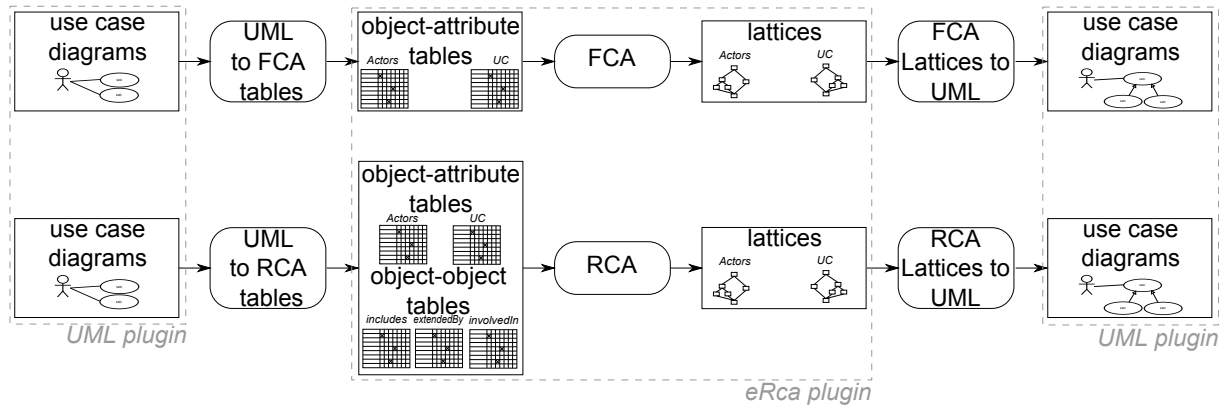 use case
diagrams
UML
to FCA
tables
object-attribute
tables
Actors
UC
FCA
lattices
Actors
UC
FCA
Lattices to
UML
use case
diagrams
use case
diagrams
UML
to RCA
tables
object-attribute
tables
Actors
UC
object-object
tables
includes
extendedBy
involvedIn
RCA
lattices
Actors
UC
RCA
Lattices to
UML
use case
diagrams
UML plugin
eRca plugin
UML plugin